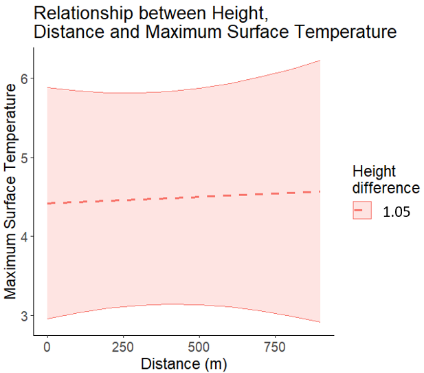 Relationship between Height,
Distance and Maximum Surface Temperature
Maximum Surface Temperature
6
5
4
3
0
250
500
750
Distance (m)
Height
difference
1.05